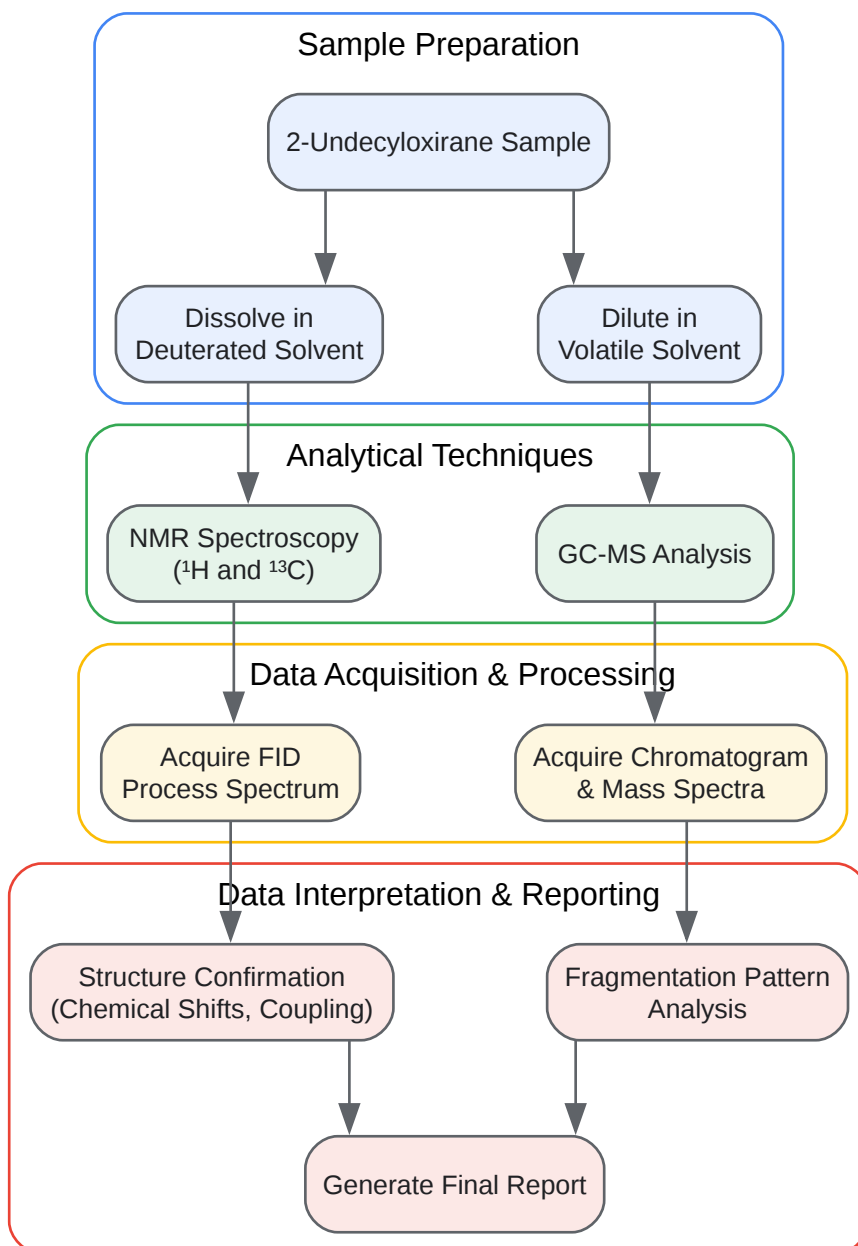 Sample Preparation
2-Undecyloxirane Sample
Dissolve in
Deuterated Solvent
Dilute in
Volatile Solvent
Analytical Techniques
NMR Spectroscopy
(¹H and ¹³C)
GC-MS Analysis
Data Acquisition & Processing
Acquire FID
Process Spectrum
Acquire Chromatogram
& Mass Spectra
Data Interpretation & Reporting
Structure Confirmation
(Chemical Shifts, Coupling)
Fragmentation Pattern
Analysis
Generate Final Report